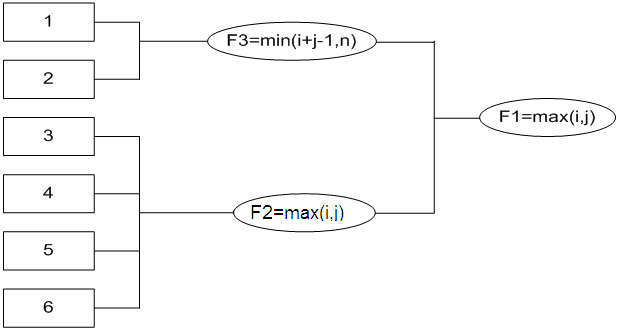 1
2
3
4
5
6
F3=min(i+j-1,n)
F2=max(i,j)
F1=max(i,j)